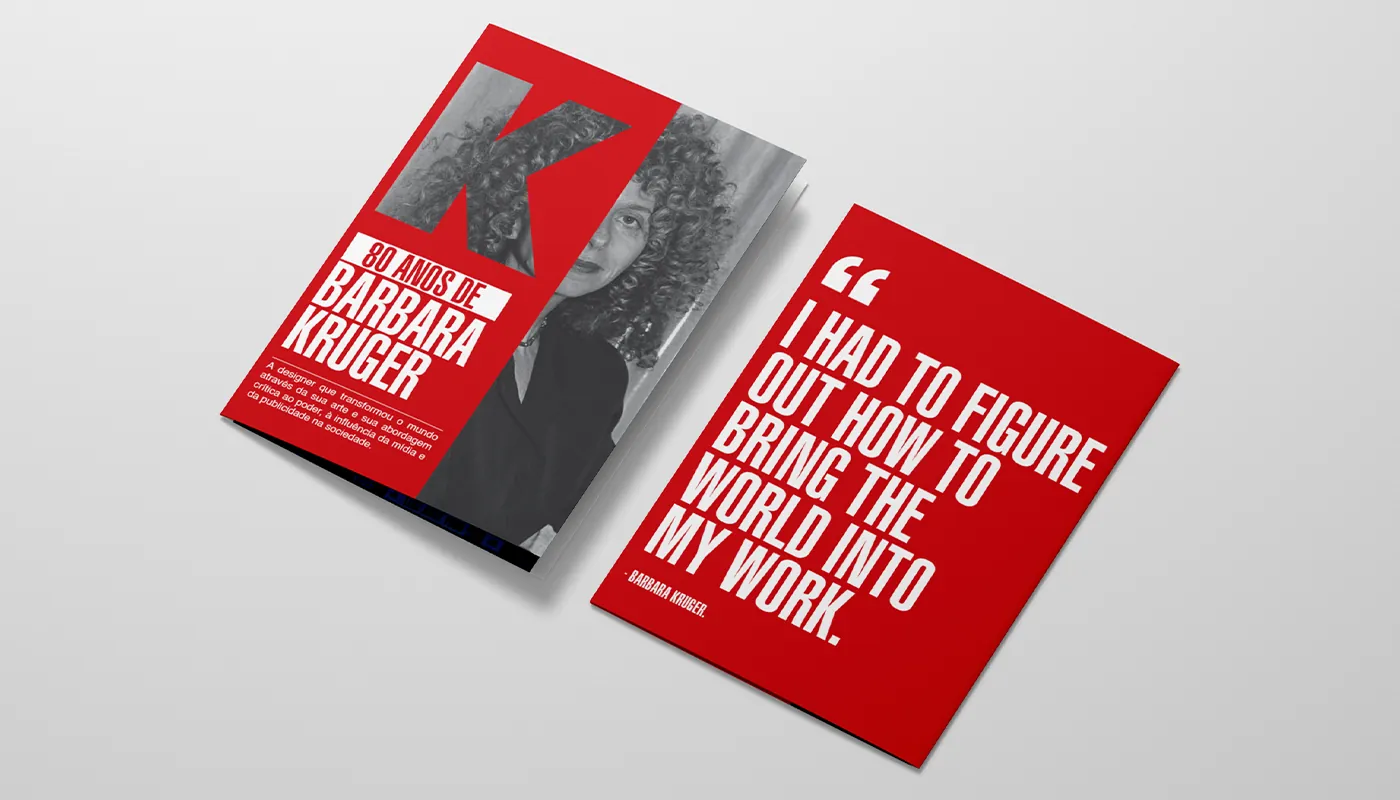 K
80 ANOS DE
BARBARA
KRUGER
A designer que transformou o mundo
através da sua arte e sua abordagem
crítica ao poder, à influência da mídia e
da publicidade na sociedade.
“
I HAD TO FIGURE
OUT HOW TO
BRING THE
WORLD INTO
MY WORK.
- BARBARA KRUGER.